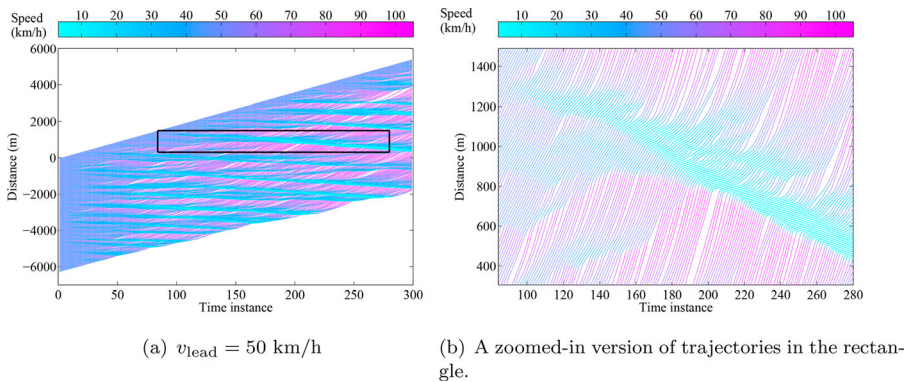 Speed
(km/h)
10 20 30 40 50 60 70 80 90 100
6000
4000
2000
0
−2000
−4000
−6000
Distance (m)
0 50 100 150 200 250 300
Time instance
(a) vlead = 50 km/h
Speed
(km/h)
10 20 30 40 50 60 70 80 90 100
1400
1200
1000
800
600
400
Distance (m)
100 120 140 160 180 200 220 240 260 280
Time instance
(b) A zoomed-in version of trajectories in the rectan-
gle.